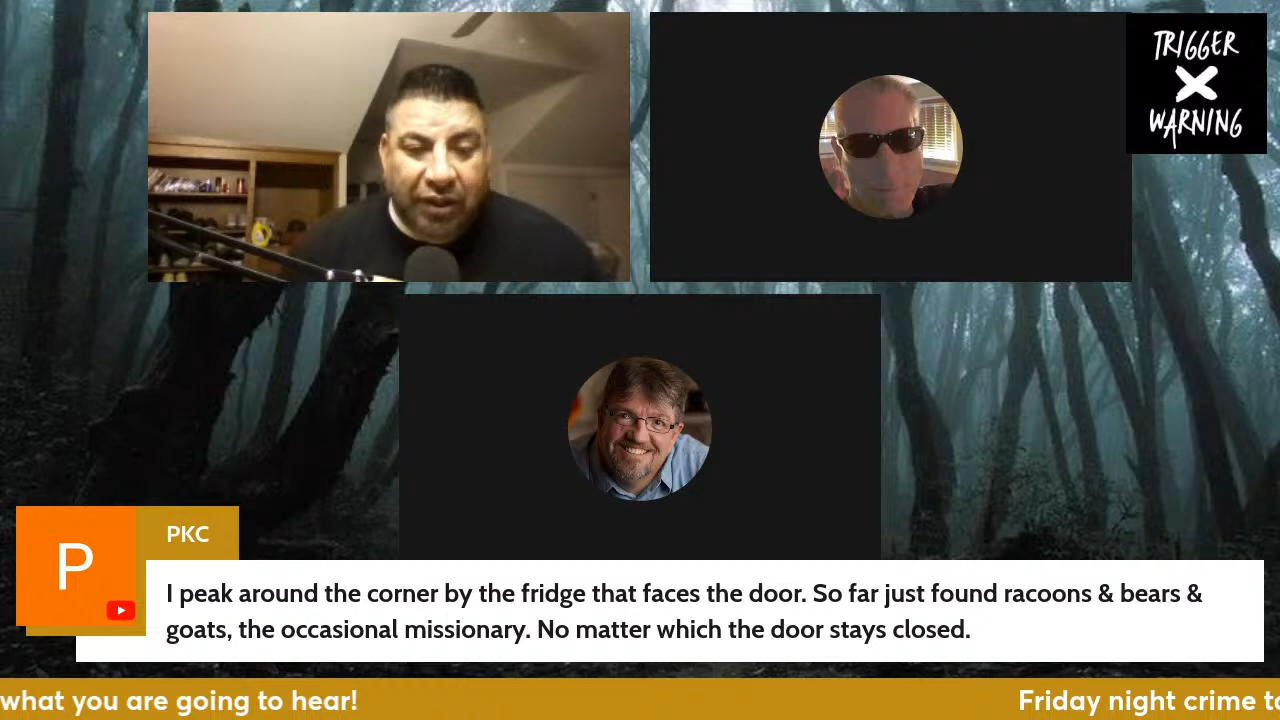 TRIGGER
WARNING
P
PKC
I peak around the corner by the fridge that faces the door. So far just found racoons & bears &
goats, the occasional missionary. No matter which the door stays closed.
what you are going to hear!
Friday night crime